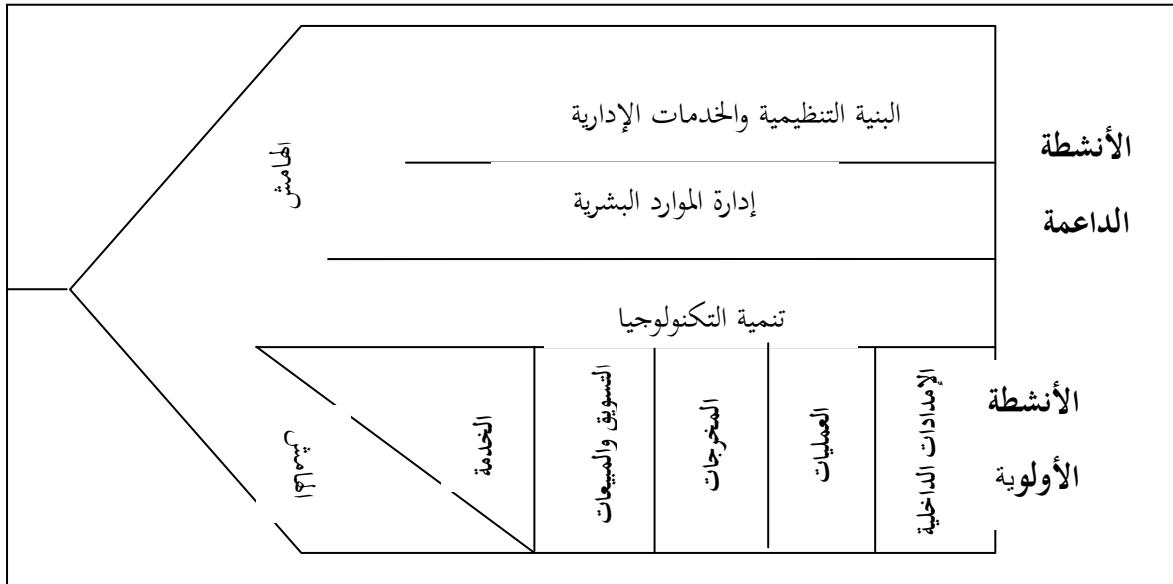 الأنشطة
الداعمة
البنية التنظيمية والخدمات الإدارية
إدارة الموارد البشرية
تنمية التكنولوجيا
الهامش
الأنشطة
الأولوية
الإمدادات الداخلية
العمليات
المخرجات
التسويق والمبيعات
الخدمة
الهامش